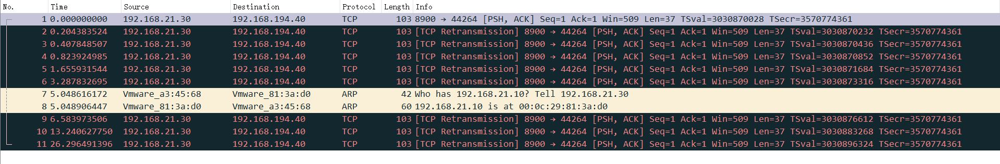 No. Time Source Destination Protocol Length Info
1 0.000000000 192.168.21.30 192.168.194.40 TCP 103 8900 → 44264 [PSH, ACK] Seq=1 Ack=1 Win=509 Len=37 TSval=3030870028 TSecr=3570774361
2 0.204383524 192.168.21.30 192.168.194.40 TCP 103 [TCP Retransmission] 8900 → 44264 [PSH, ACK] Seq=1 Ack=1 Win=509 Len=37 TSval=3030870232 TSecr=3570774361
3 0.407848507 192.168.21.30 192.168.194.40 TCP 103 [TCP Retransmission] 8900 → 44264 [PSH, ACK] Seq=1 Ack=1 Win=509 Len=37 TSval=3030870436 TSecr=3570774361
4 0.823924985 192.168.21.30 192.168.194.40 TCP 103 [TCP Retransmission] 8900 → 44264 [PSH, ACK] Seq=1 Ack=1 Win=509 Len=37 TSval=3030870852 TSecr=3570774361
5 1.655931544 192.168.21.30 192.168.194.40 TCP 103 [TCP Retransmission] 8900 → 44264 [PSH, ACK] Seq=1 Ack=1 Win=509 Len=37 TSval=3030871684 TSecr=3570774361
6 3.287832695 192.168.21.30 192.168.194.40 TCP 103 [TCP Retransmission] 8900 → 44264 [PSH, ACK] Seq=1 Ack=1 Win=509 Len=37 TSval=3030873316 TSecr=3570774361
7 5.048616172 Vmware_a3:45:68 Vmware_81:3a:d0 ARP 42 Who has 192.168.21.10? Tell 192.168.21.30
8 5.048906447 Vmware_81:3a:d0 Vmware_a3:45:68 ARP 60 192.168.21.10 is at 00:0c:29:81:3a:d0
9 6.583973506 192.168.21.30 192.168.194.40 TCP 103 [TCP Retransmission] 8900 → 44264 [PSH, ACK] Seq=1 Ack=1 Win=509 Len=37 TSval=3030876612 TSecr=3570774361
10 13.240627750 192.168.21.30 192.168.194.40 TCP 103 [TCP Retransmission] 8900 → 44264 [PSH, ACK] Seq=1 Ack=1 Win=509 Len=37 TSval=3030883268 TSecr=3570774361
11 26.296491396 192.168.21.30 192.168.194.40 TCP 103 [TCP Retransmission] 8900 → 44264 [PSH, ACK] Seq=1 Ack=1 Win=509 Len=37 TSval=3030896324 TSecr=3570774361